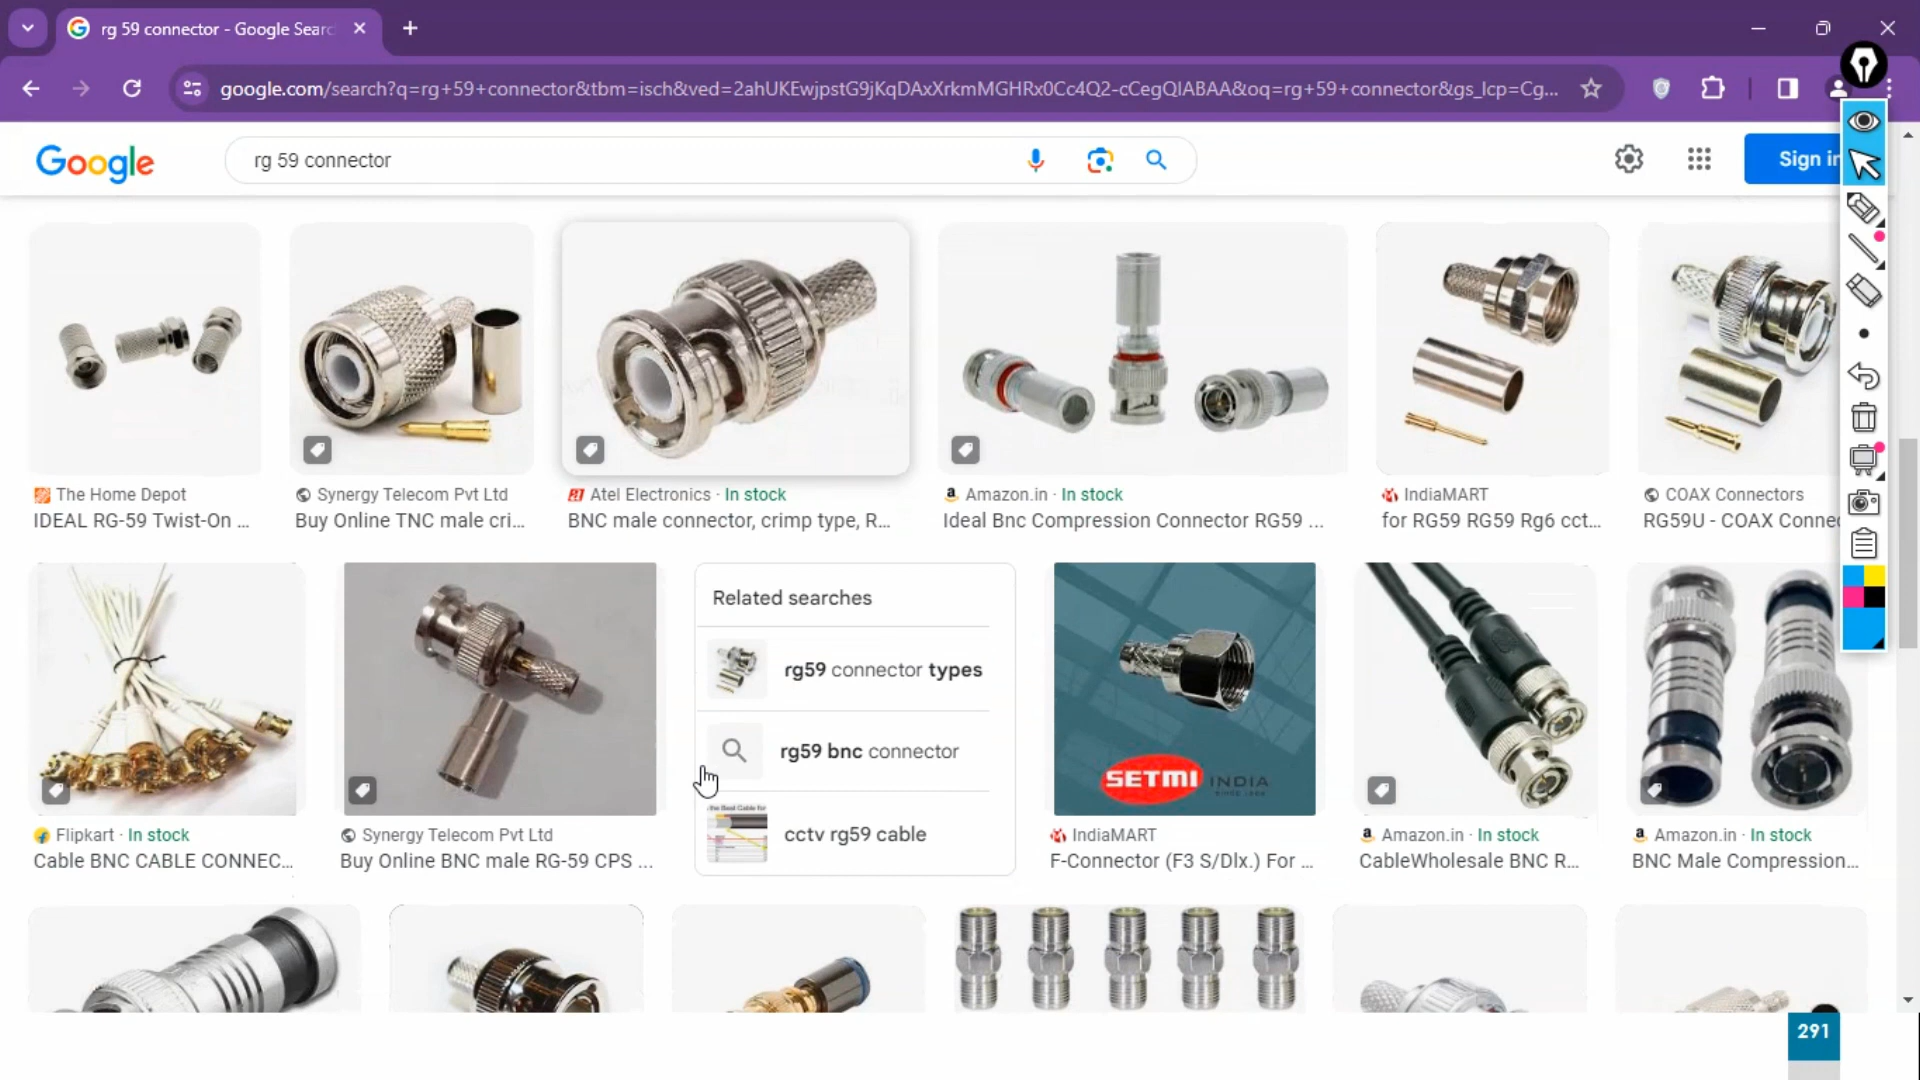 rg 59 connector - Google Searc
google.com/search?q=rg+59+connector&tbm=isch&ved=2ahUKEwjpstG9jKqDAxXrkmMGHRx0Cc4Q2-cCegQIABAA&oq=rg+59+connector&gs_lcp=Cg...
Google
rg 59 connector
Sign in
The Home Depot
IDEAL RG-59 Twist-On ...
Synergy Telecom Pvt Ltd
Buy Online TNC male cri...
Atel Electronics · In stock
BNC male connector, crimp type, R...
Amazon.in · In stock
Ideal Bnc Compression Connector RG59 ...
IndiaMART
for RG59 RG59 Rg6 cct...
COAX Connectors
RG59U - COAX Conne
Related searches
rg59 connector types
rg59 bnc connector
the Best Cable for
cctv rg59 cable
SETMI INDIA
Flipkart · In stock
Cable BNC CABLE CONNEC...
Synergy Telecom Pvt Ltd
Buy Online BNC male RG-59 CPS ...
IndiaMART
F-Connector (F3 S/Dlx.) For ...
Amazon.in · In stock
CableWholesale BNC R...
Amazon.in · In stock
BNC Male Compression...
291